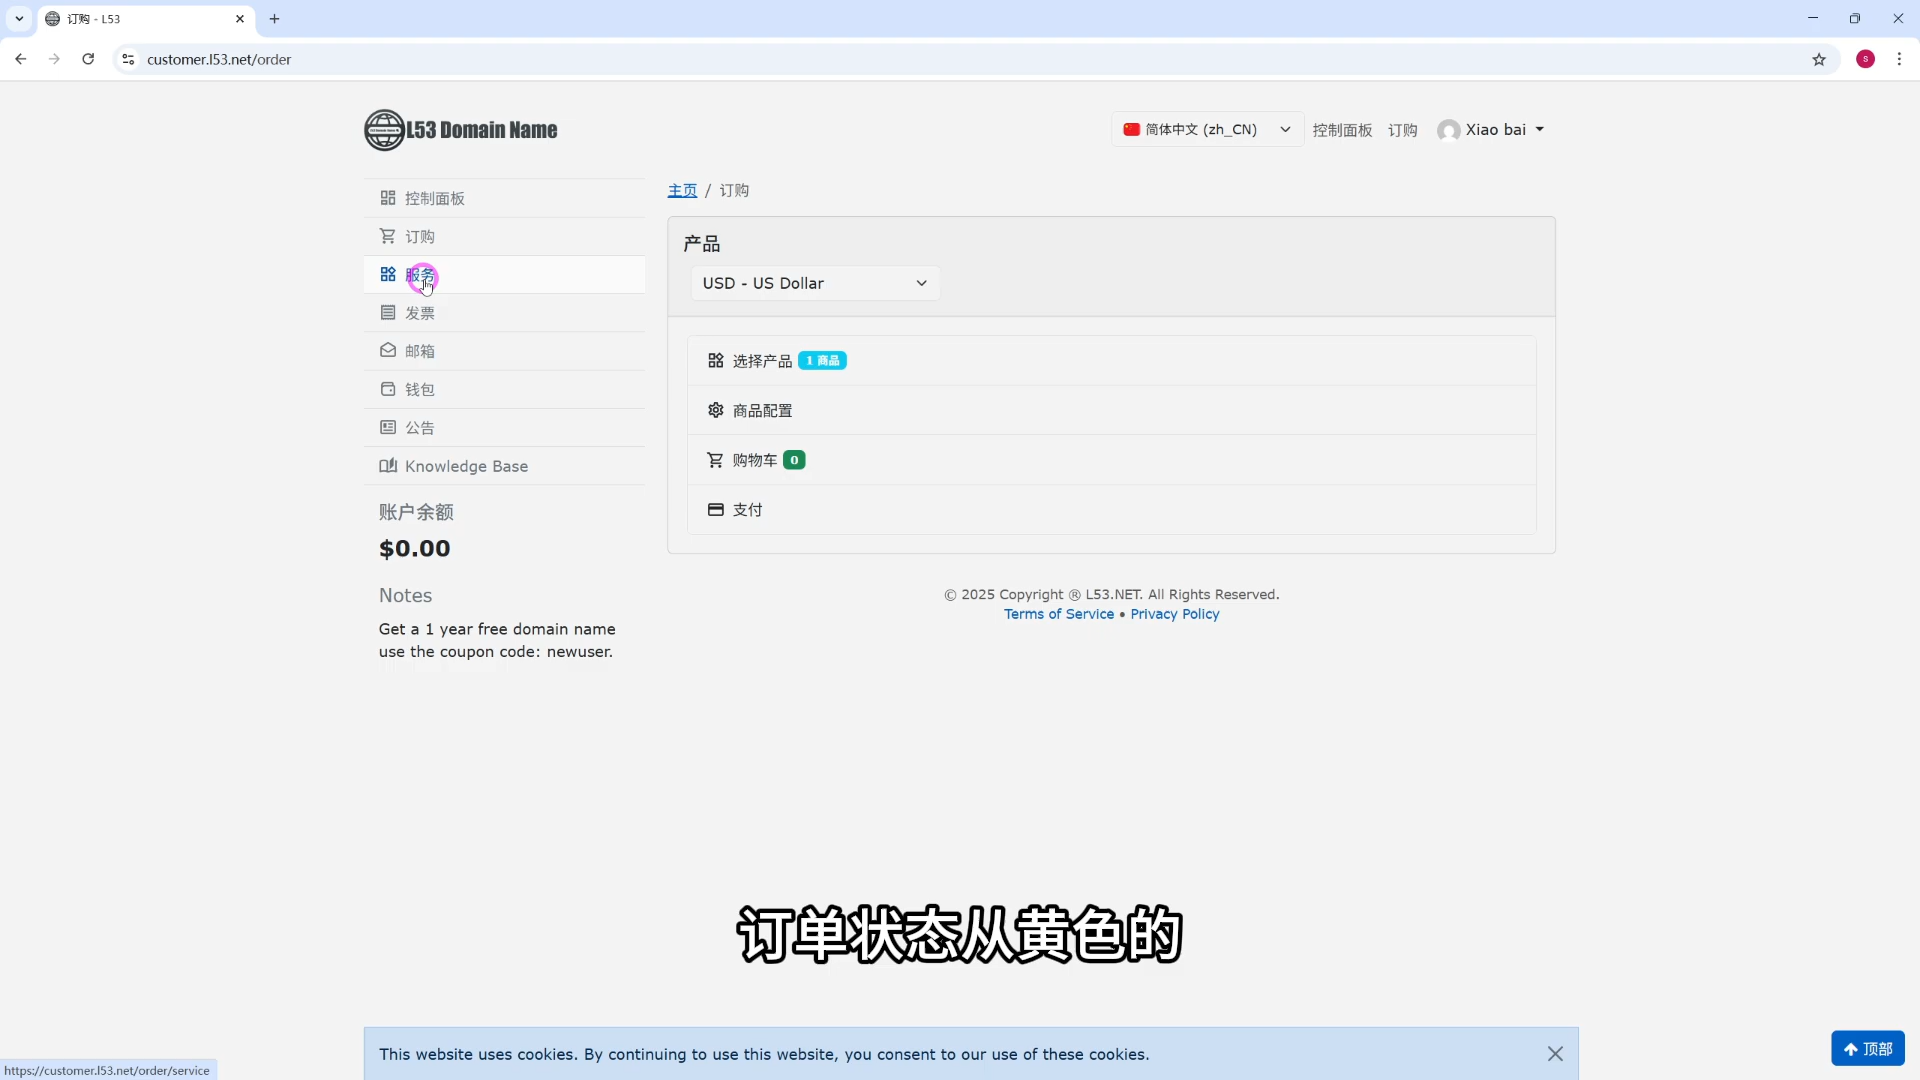 订购 - L53
customer.l53.net/order
S
L53 Domain Name
简体中文 (zh_CN)
控制面板
订购
Xiao bai
控制面板
订购
服务
发票
邮箱
钱包
公告
Knowledge Base
账户余额
$0.00
Notes
Get a 1 year free domain name
use the coupon code: newuser.
主页 / 订购
产品
USD - US Dollar
选择产品 1 商品
商品配置
购物车 0
支付
© 2025 Copyright ® L53.NET. All Rights Reserved.
Terms of Service • Privacy Policy
订单状态从黄色的
This website uses cookies. By continuing to use this website, you consent to our use of these cookies.
顶部
https://customer.l53.net/order/service